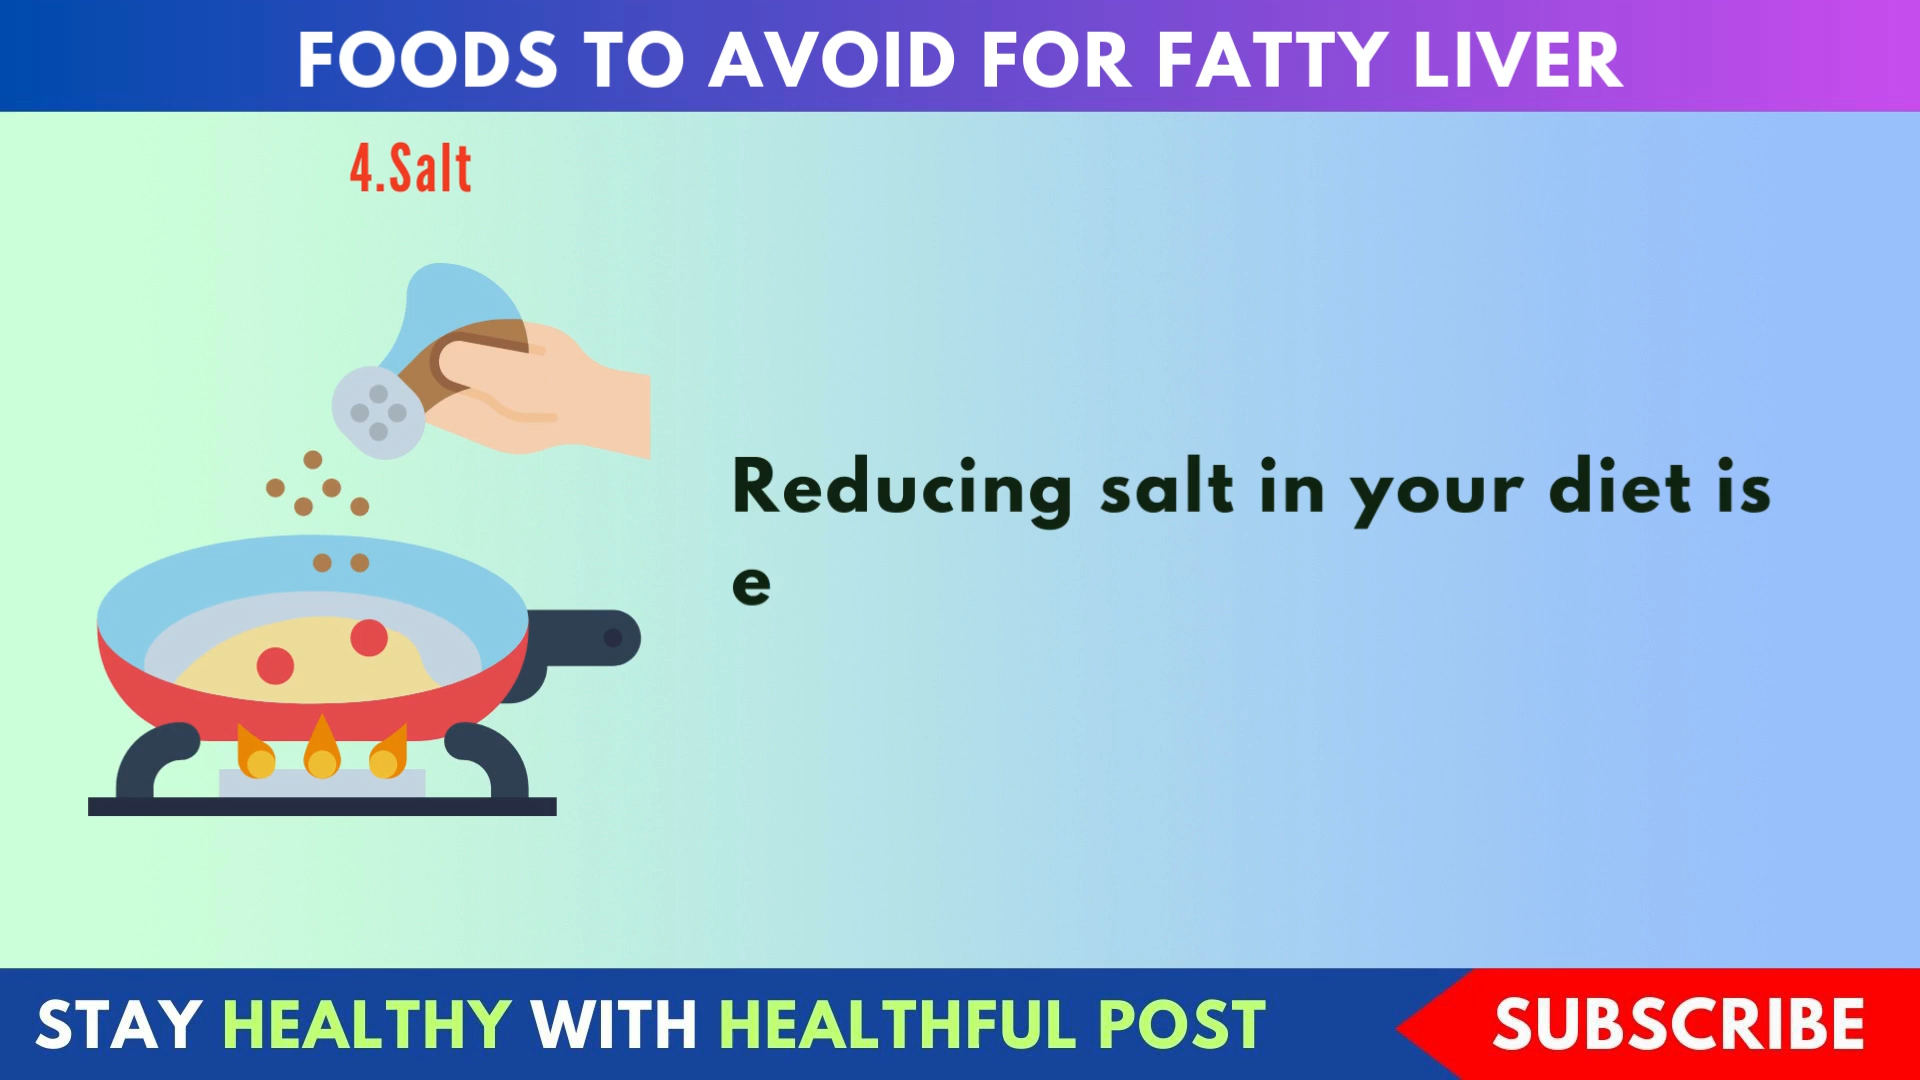 FOODS TO AVOID FOR FATTY LIVER
4.Salt
Reducing salt in your diet is
e
STAY HEALTHY WITH HEALTHFUL POST
SUBSCRIBE